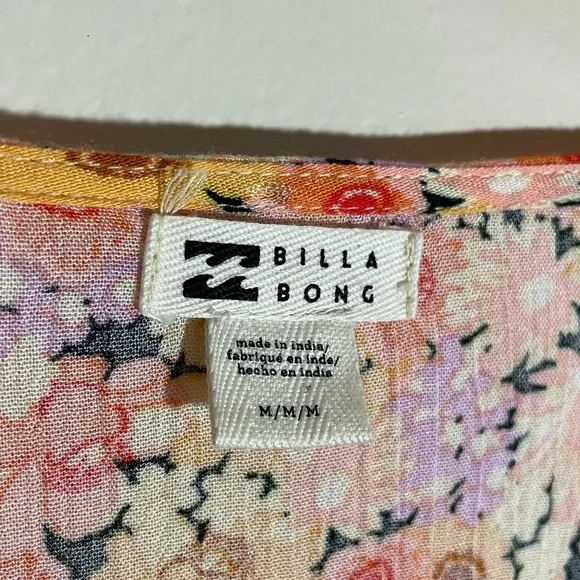 BILLA
BONG
made in india/
fabriqué en inde/
hecho en india
M/M/M